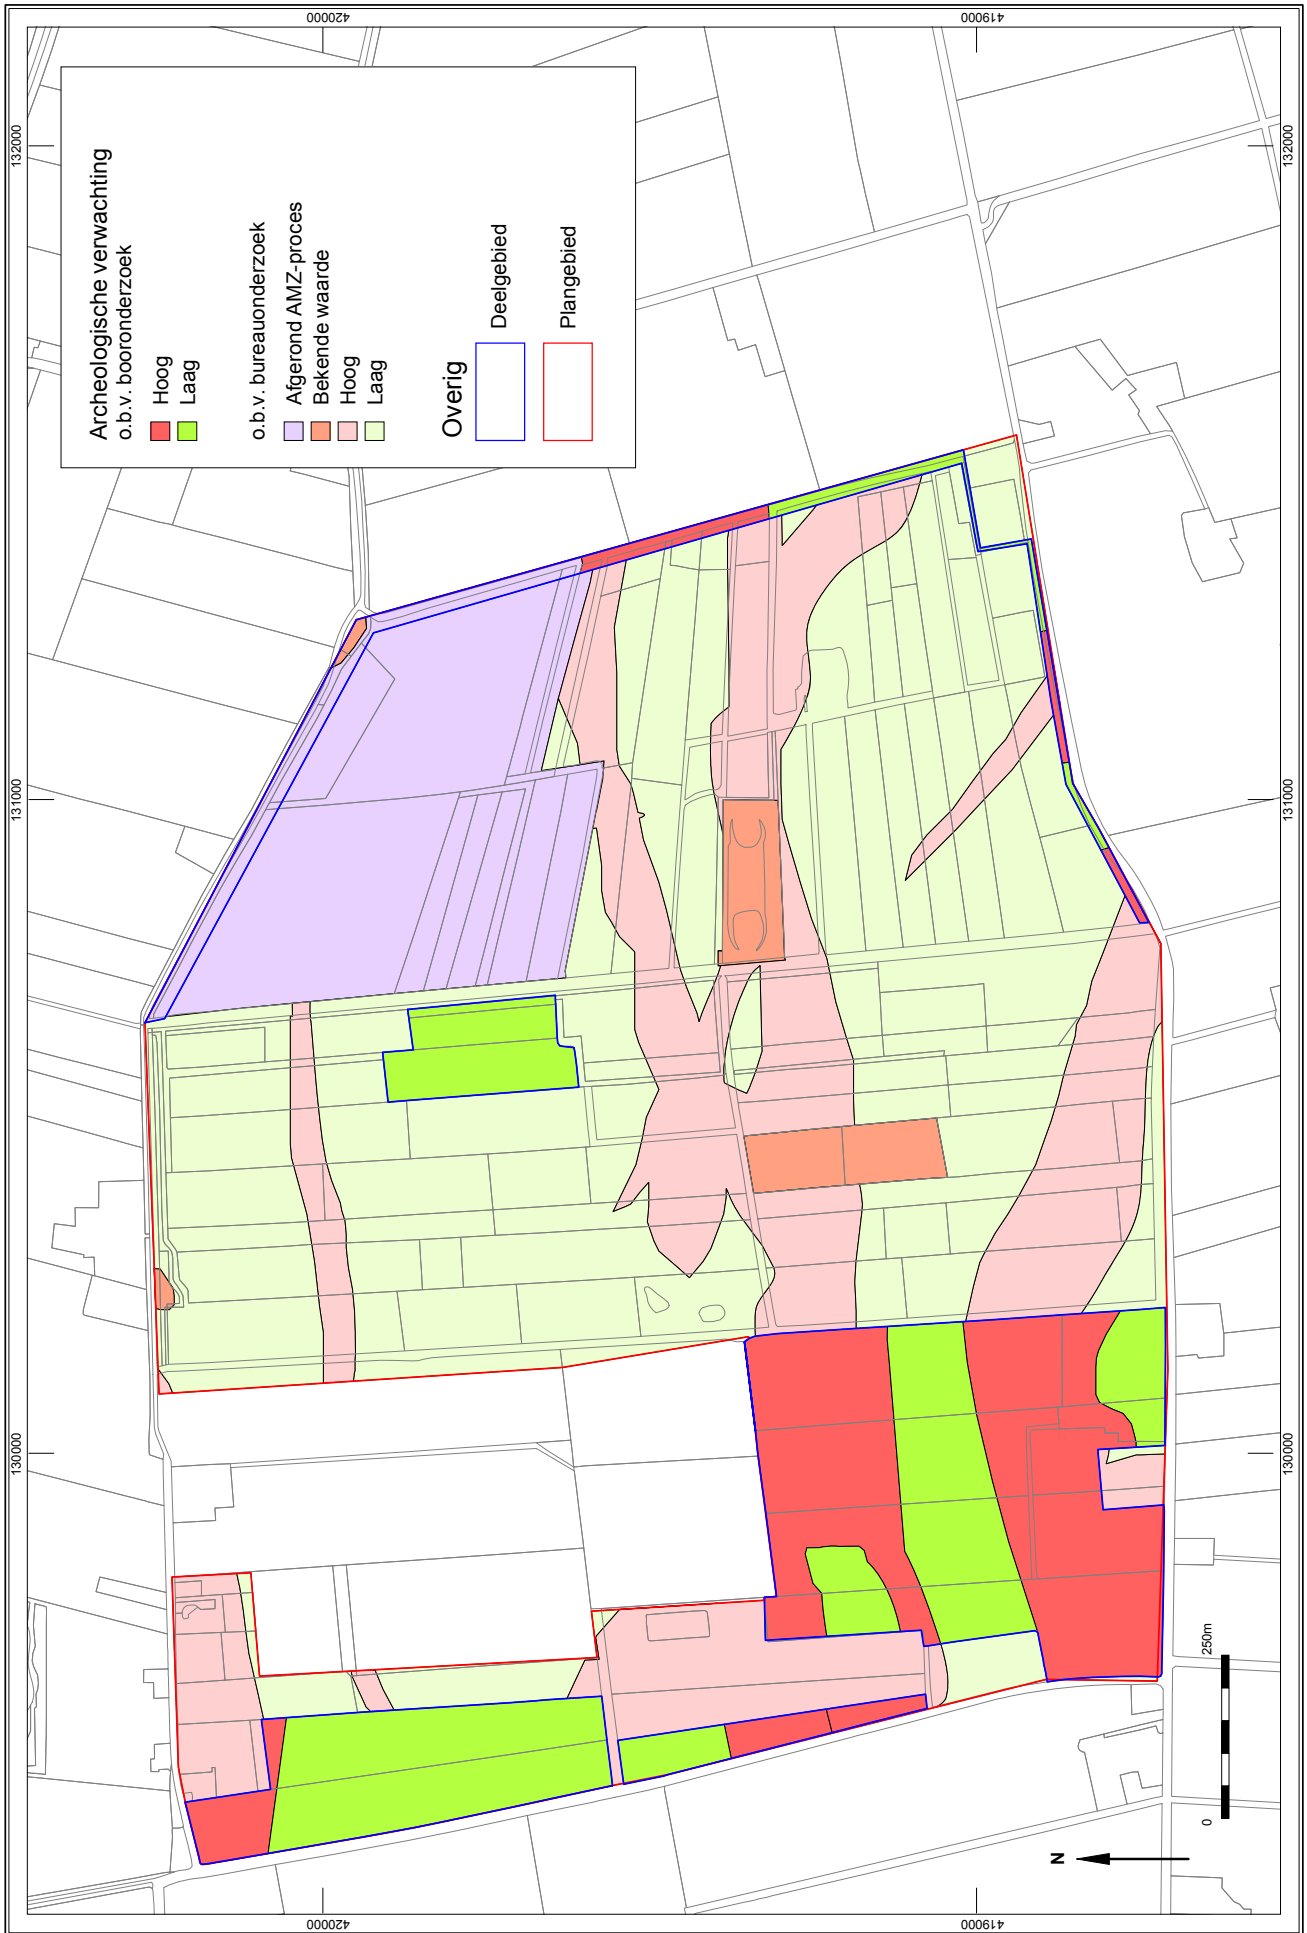 Archeologische verwachting
o.b.v. booronderzoek
Hoog
Laag
o.b.v. bureauonderzoek
Afgerond AMZ-proces
Bekende waarde
Hoog
Laag
Overig
Deelgebied
Plangebied
130000
131000
132000
420000
420000
419000
419000
130000
131000
132000
N
0
250m